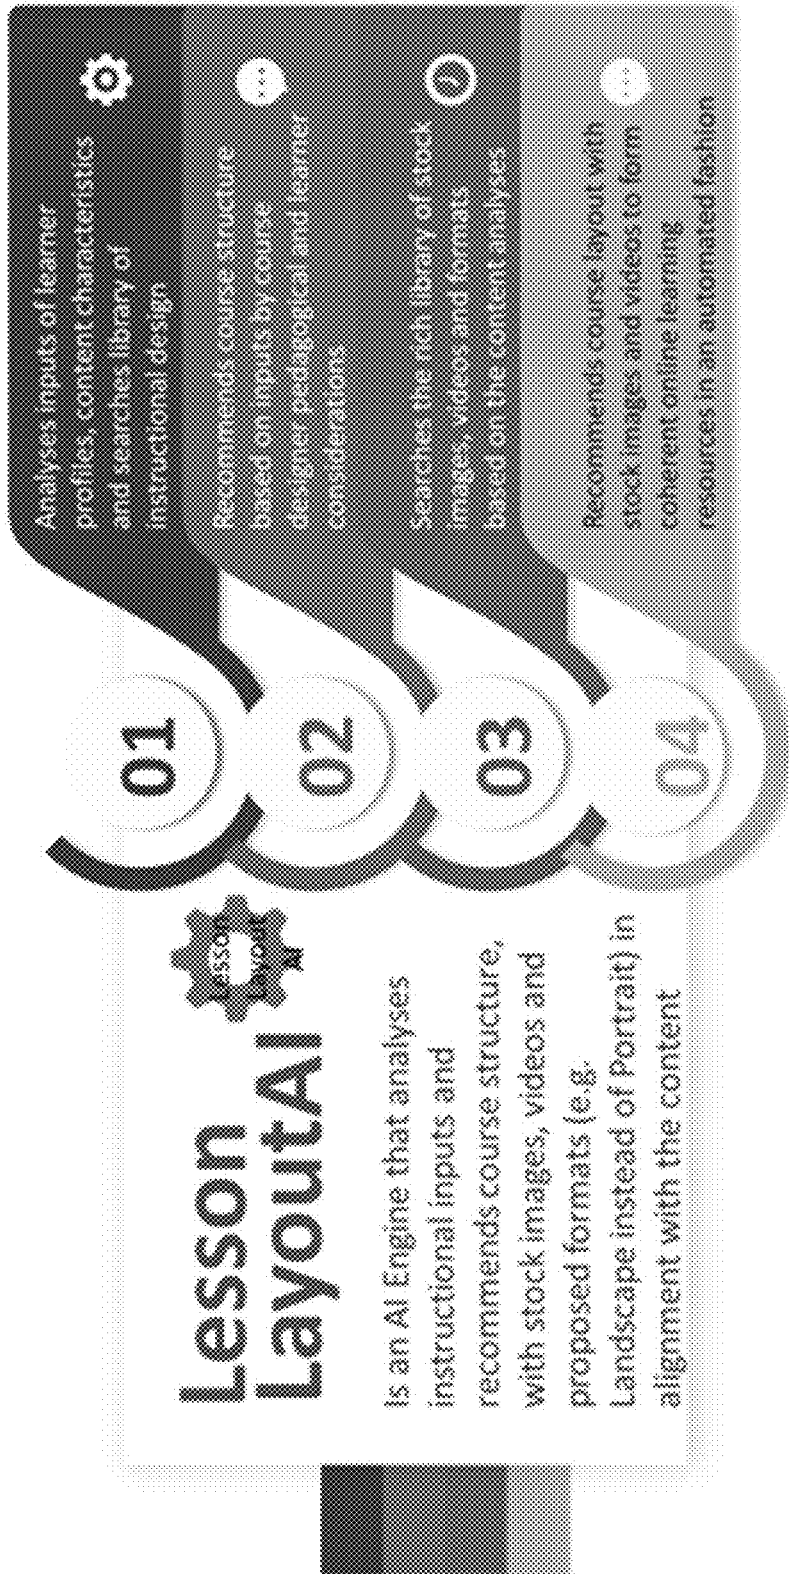 Lesson
LayoutAI
Lesson
Layout
AI
Is an AI Engine that analyses
instructional inputs and
recommends course structure,
with stock images, videos and
proposed formats (e.g.
Landscape instead of Portrait) in
alignment with the content
01
Analyses inputs of learner
profiles, content characteristics
and searches library of
instructional design
02
Recommends course structure
based on inputs by course
designer pedagogical and learner
considerations
03
Searches the rich library of stock
images, videos and formats
based on the content analyses
04
Recommends course layout with
stock images and videos to form
coherent online learning
resources in an automated fashion